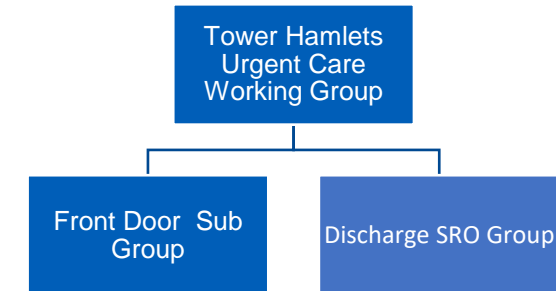 Tower Hamlets
Urgent Care
Working Group
Front Door  Sub
Group
Discharge SRO Group